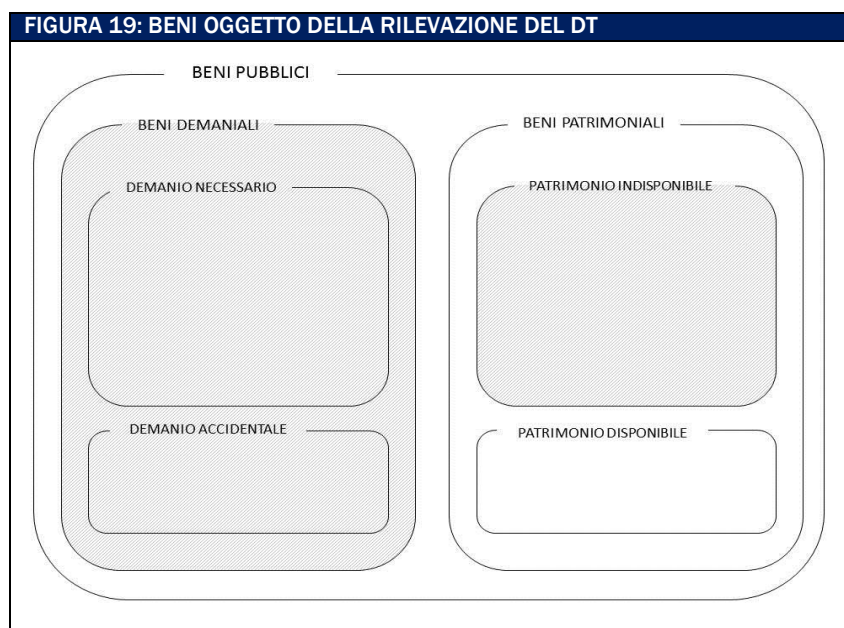 FIGURA 19: BENI OGGETTO DELLA RILEVAZIONE DEL DT
BENI PUBBLICI
BENI DEMANIALI
BENI PATRIMONIALI
DEMANIO NECESSARIO
PATRIMONIO INDISPONIBILE
DEMANIO ACCIDENTALE
PATRIMONIO DISPONIBILE